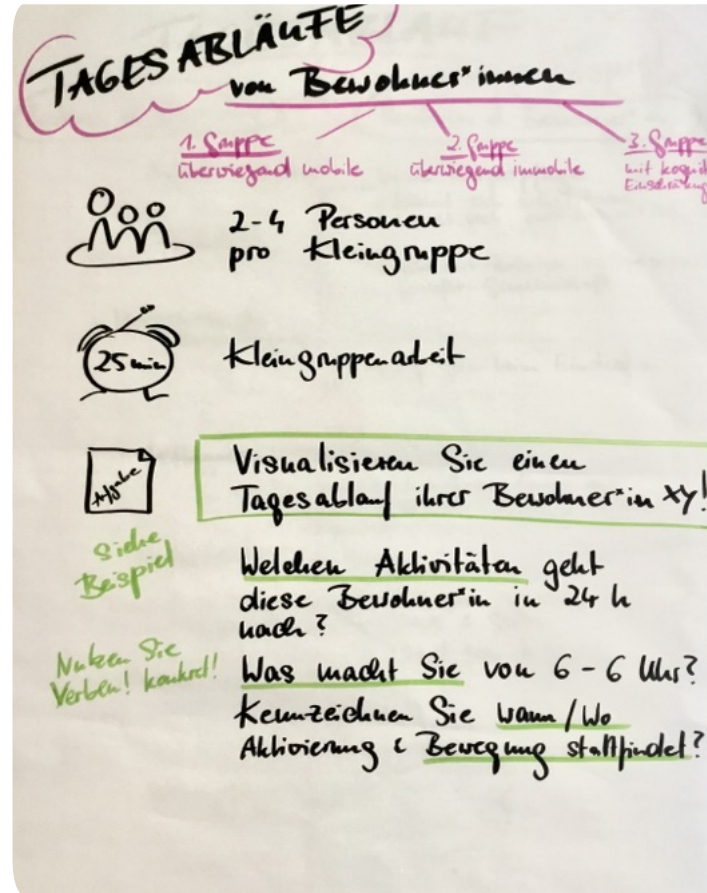 TAGESABLÄUFE
von Bewohner*innen
1. Gruppe
überwiegend mobile
2. Gruppe
überwiegend immobile
3. Gruppe
mit kognit
2-4 Personen
pro Kleingruppe
25 min
Kleingruppenarbeit
Aufgabe
Visualisieren Sie einen
Tagesablauf ihrer Bewohner*in xy!
Siehe
Beispiel
Welchen Aktivitäten geht
diese Bewohner*in in 24 h
nach?
Nutzen Sie
Verben! konkret!
Was macht Sie von 6 - 6 Uhr?
Kennzeichnen Sie wann / Wo
Aktivierung & Bewegung stattfindet?